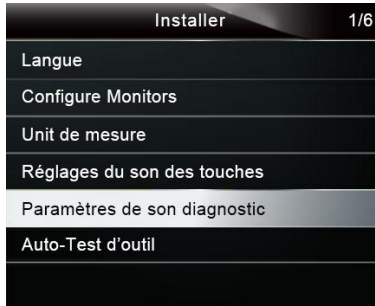 Installer 1/6
Langue
Configure Monitors
Unit de mesure
Réglages du son des touches
Paramètres de son diagnostic
Auto-Test d'outil